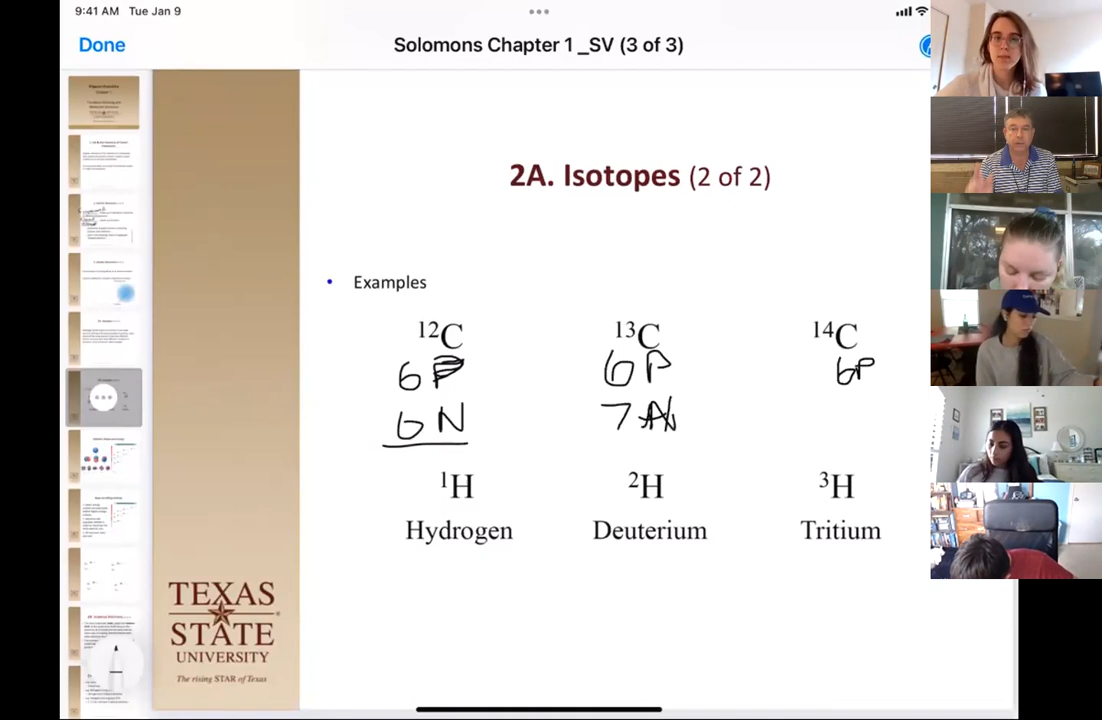 9:41 AM Tue Jan 9
Done
Solomons Chapter 1 _SV (3 of 3)
2A. Isotopes (2 of 2)
• Examples
¹²C ¹³C ¹⁴C
6P 6P 6P
6N 7N
¹H ²H ³H
Hydrogen Deuterium Tritium
TEXAS
STATE
UNIVERSITY
The rising STAR of Texas